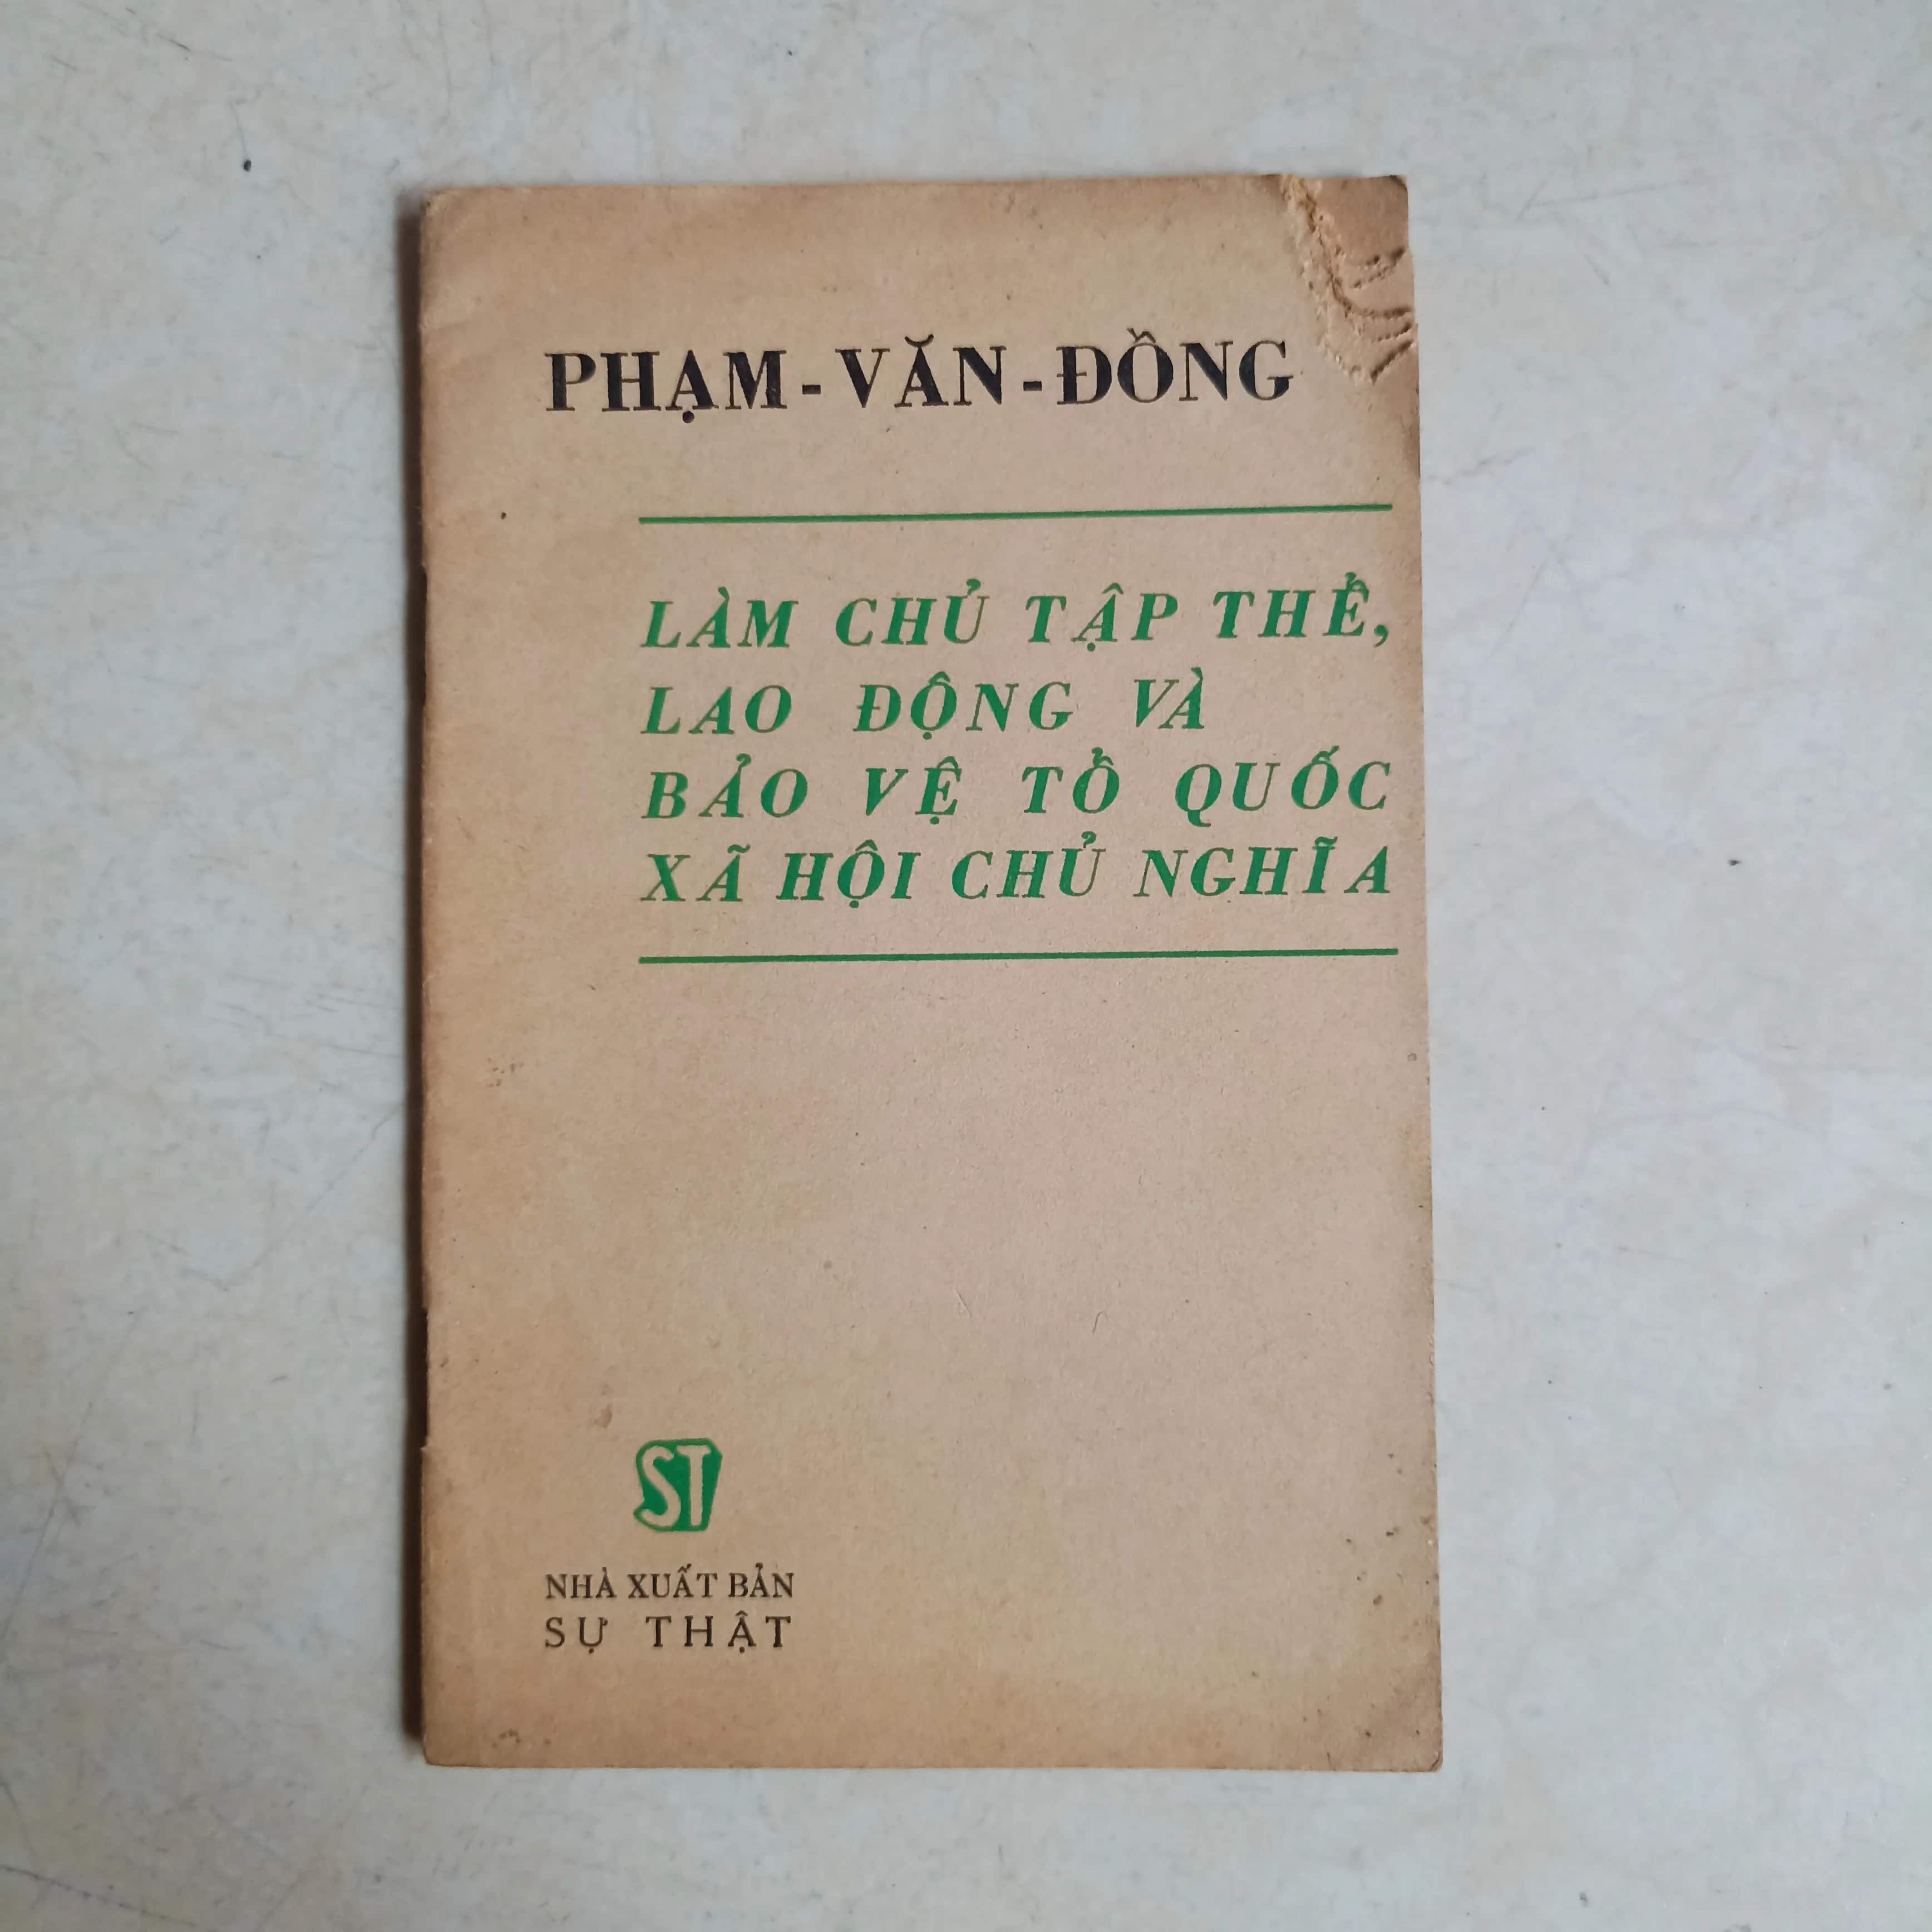 PHẠM-VĂN-ĐỒNG
LÀM CHỦ TẬP THỂ,
LAO ĐỘNG VÀ
BẢO VỆ TỔ QUỐC
XÃ HỘI CHỦ NGHĨA
ST
NHÀ XUẤT BẢN
SỰ THẬT